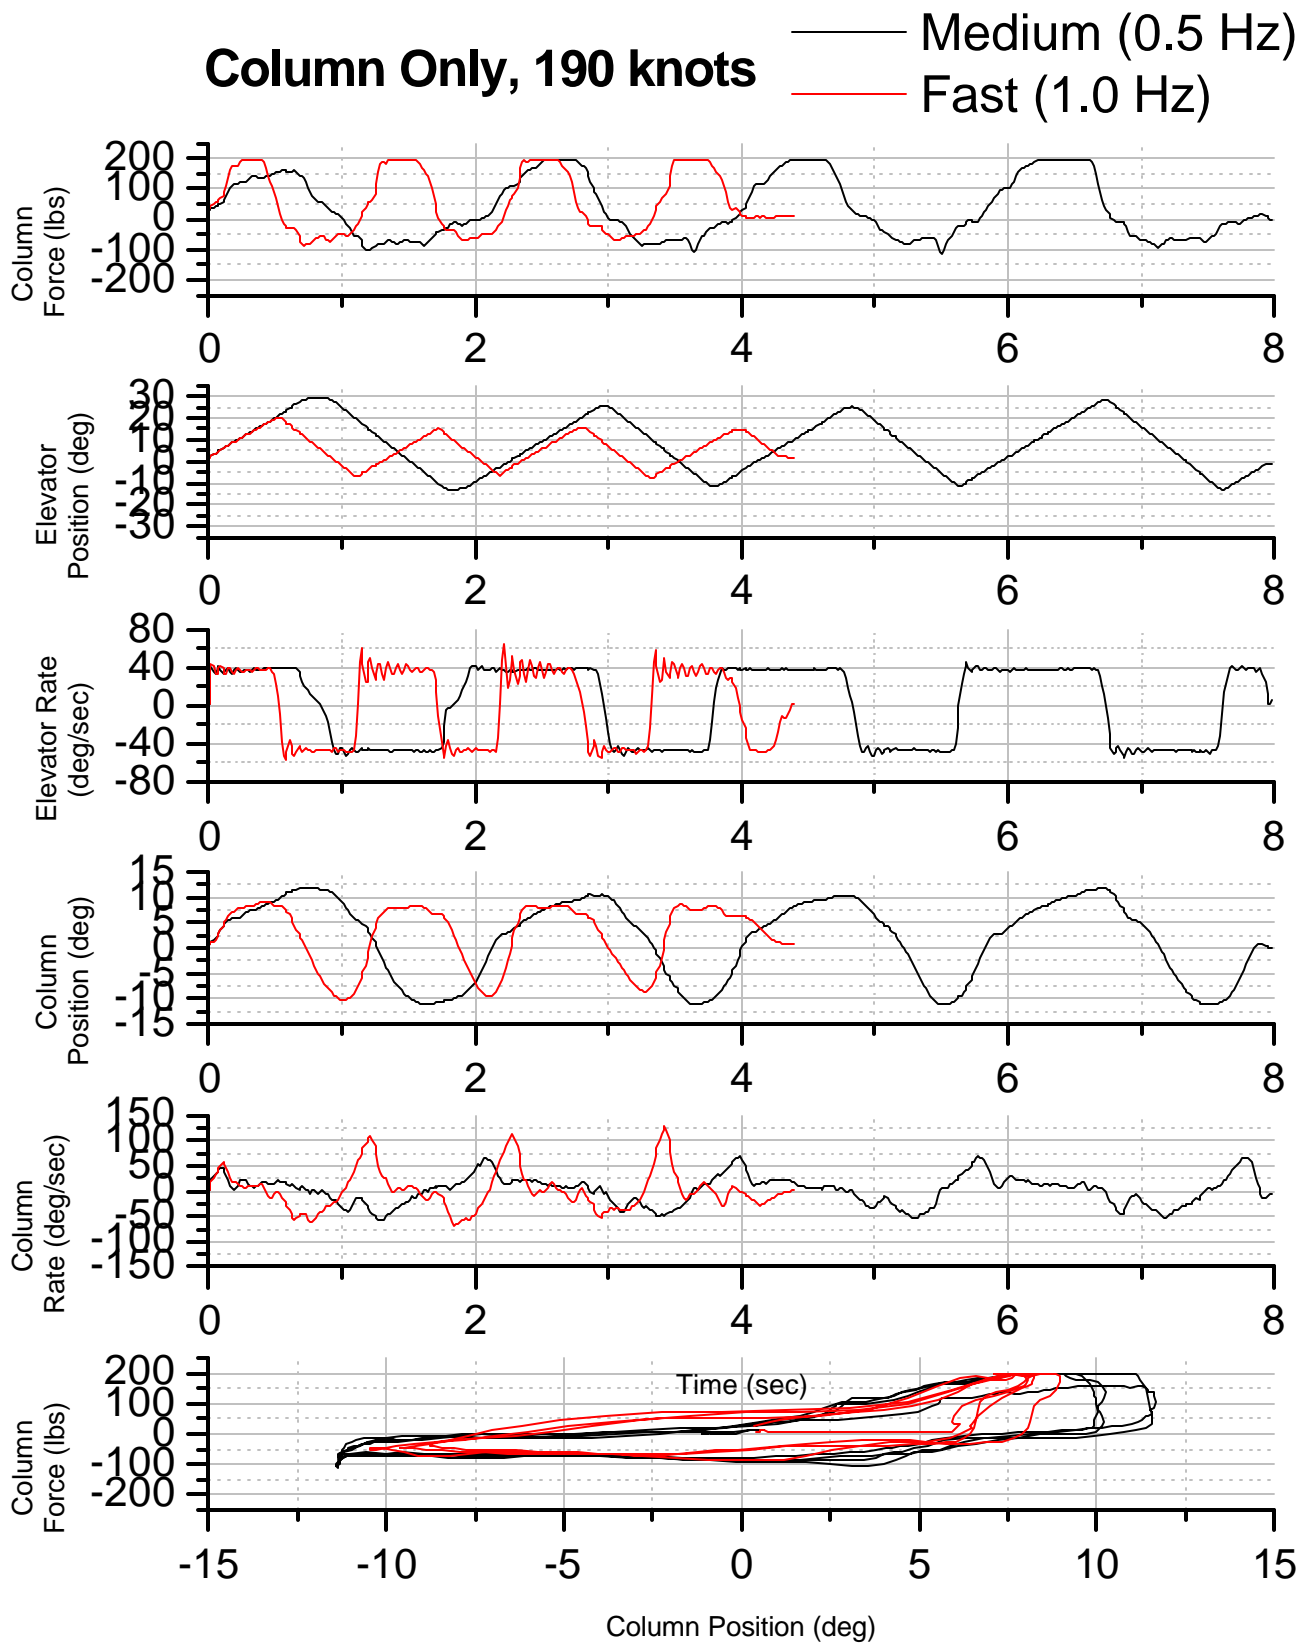 Column Only, 190 knots
Medium (0.5 Hz)
Fast (1.0 Hz)
Column
Force (lbs)
200
100
0
-100
-200
0 2 4 6 8
Elevator
Position (deg)
30
20
10
0
-10
-20
-30
0 2 4 6 8
Elevator Rate
(deg/sec)
80
40
0
-40
-80
0 2 4 6 8
Column
Position (deg)
15
10
5
0
-5
-10
-15
0 2 4 6 8
Column
Rate (deg/sec)
150
100
50
0
-50
-100
-150
0 2 4 6 8
Time (sec)
Column
Force (lbs)
200
100
0
-100
-200
-15 -10 -5 0 5 10 15
Column Position (deg)